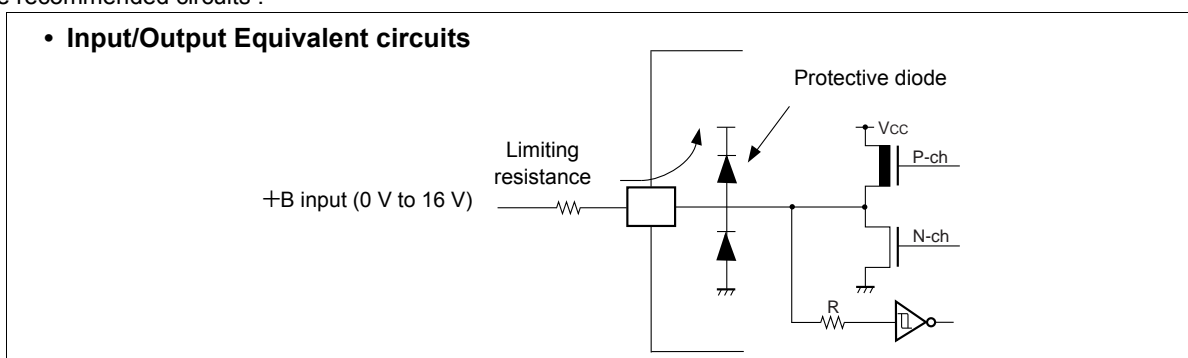 e recommended circuits :
• Input/Output Equivalent circuits
Protective diode
Limiting
resistance
+B input (0 V to 16 V)
Vcc
P-ch
N-ch
R